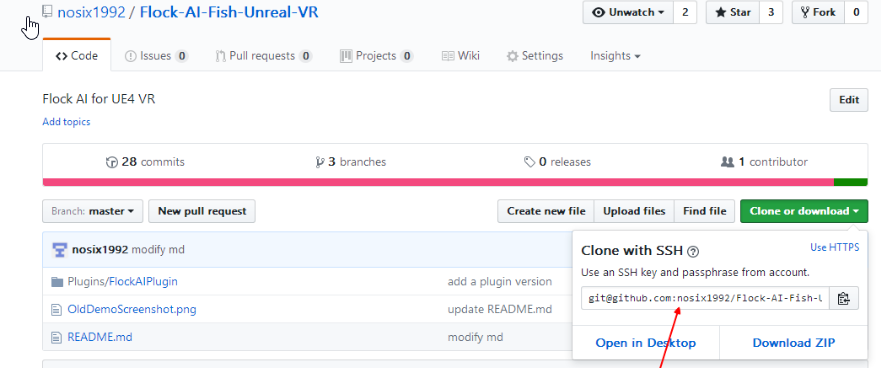 nosix1992 / Flock-AI-Fish-Unreal-VR
Unwatch 2 Star 3 Fork 0
Code Issues 0 Pull requests 0 Projects 0 Wiki Settings Insights
Flock AI for UE4 VR
Edit
Add topics
28 commits 3 branches 0 releases 1 contributor
Branch: master New pull request Create new file Upload files Find file Clone or download
nosix1992 modify md
Plugins/FlockAIPlugin add a plugin version
OldDemoScreenshot.png update README.md
README.md modify md
Clone with SSH Use HTTPS
Use an SSH key and passphrase from account.
git@github.com:nosix1992/Flock-AI-Fish-U
Open in Desktop Download ZIP